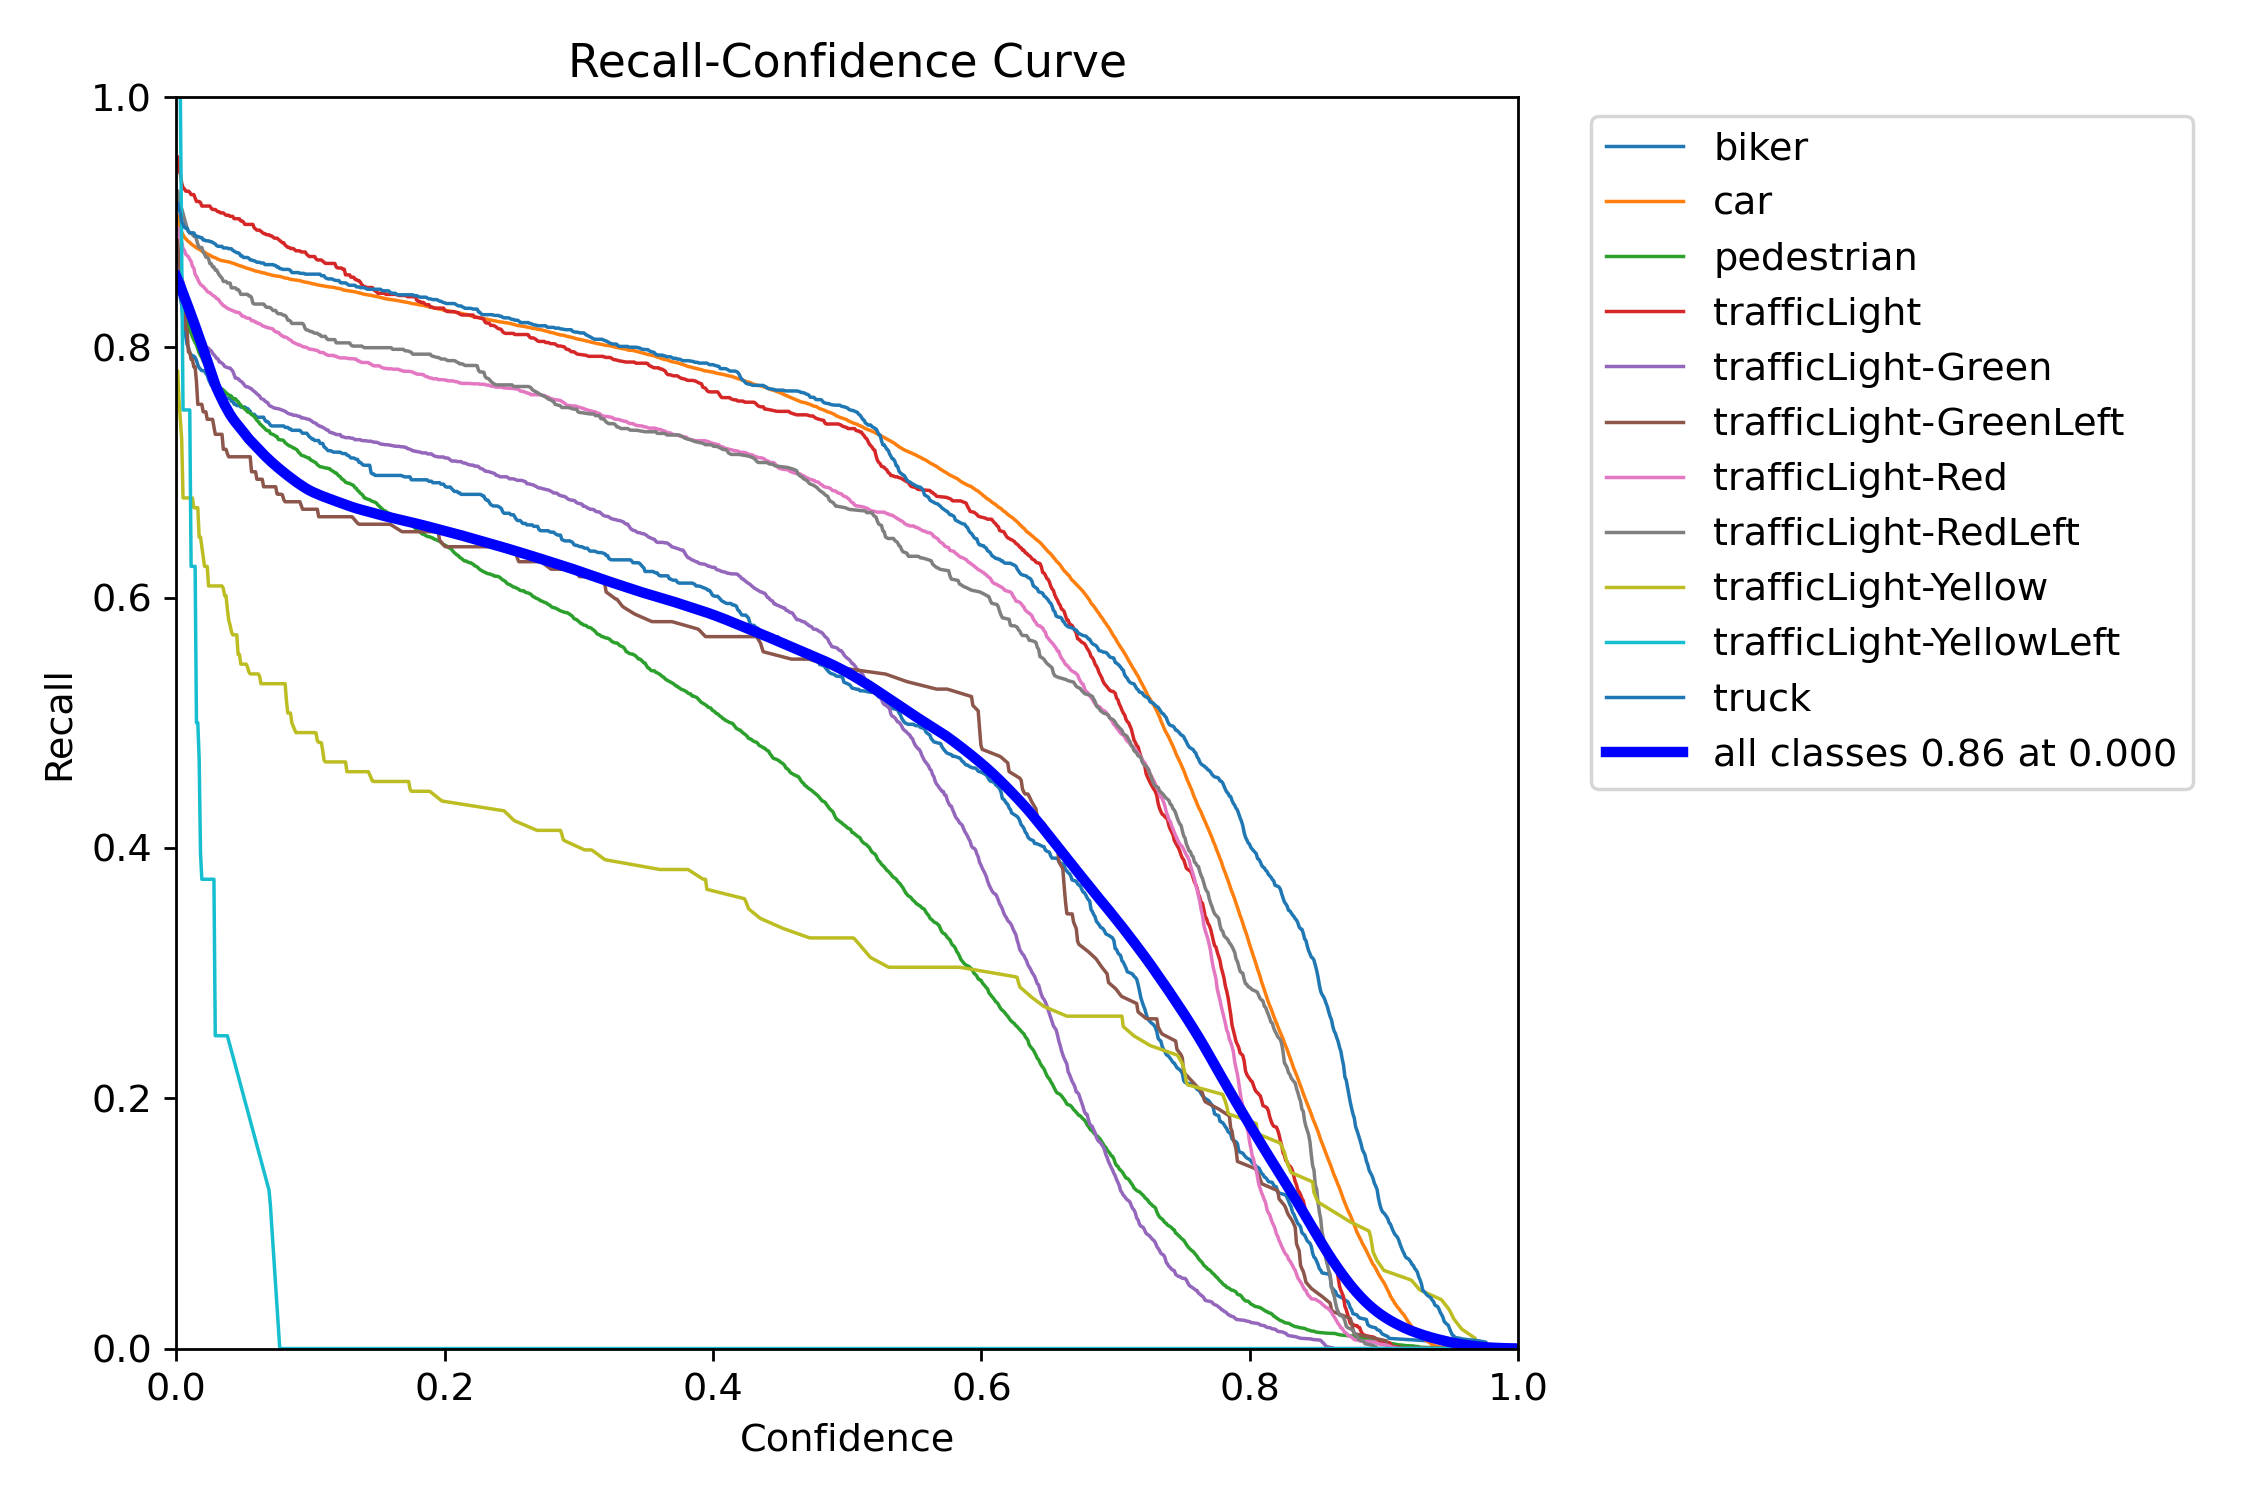 Recall-Confidence Curve
1.0
0.8
0.6
0.4
0.2
0.0
Recall
0.0 0.2 0.4 0.6 0.8 1.0
Confidence
biker
car
pedestrian
trafficLight
trafficLight-Green
trafficLight-GreenLeft
trafficLight-Red
trafficLight-RedLeft
trafficLight-Yellow
trafficLight-YellowLeft
truck
all classes 0.86 at 0.000